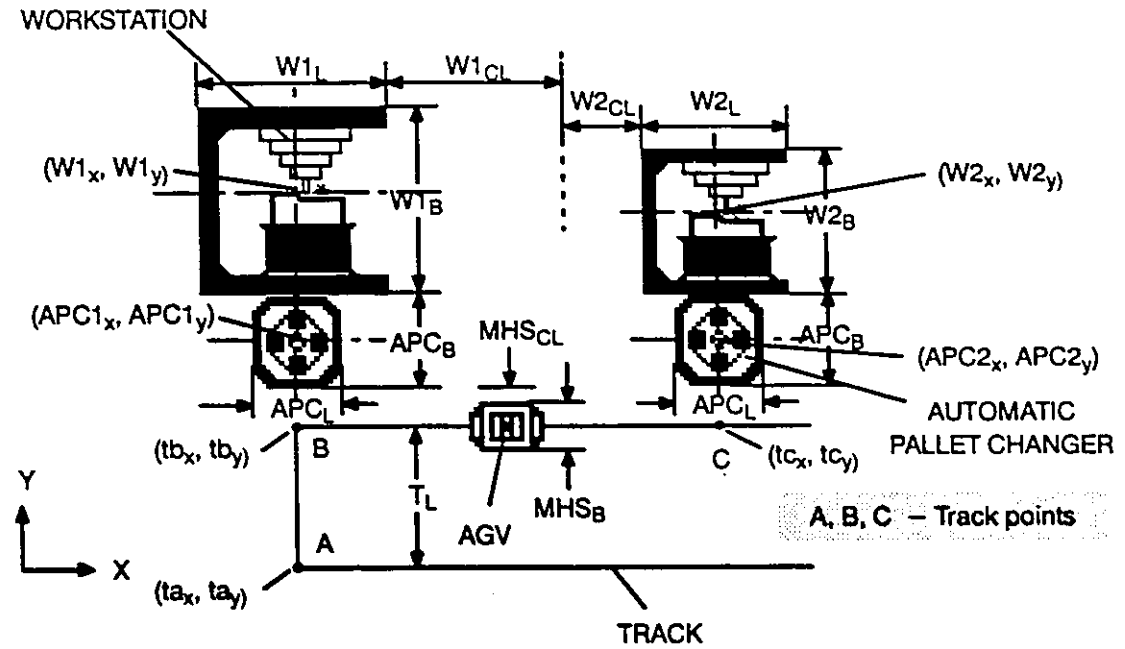 WORKSTATION
W1L
W1CL
W2CL
W2L
(W1x, W1y)
W1B
(W2x, W2y)
W2B
(APC1x, APC1y)
APCB
MHSCL
APCB
(APC2x, APC2y)
APCL
APCL
AUTOMATIC
PALLET CHANGER
(tbx, tby)
B
C
(tcx, tcy)
Y
TL
MHSB
AGV
A, B, C – Track points
A
X
(tax, tay)
TRACK